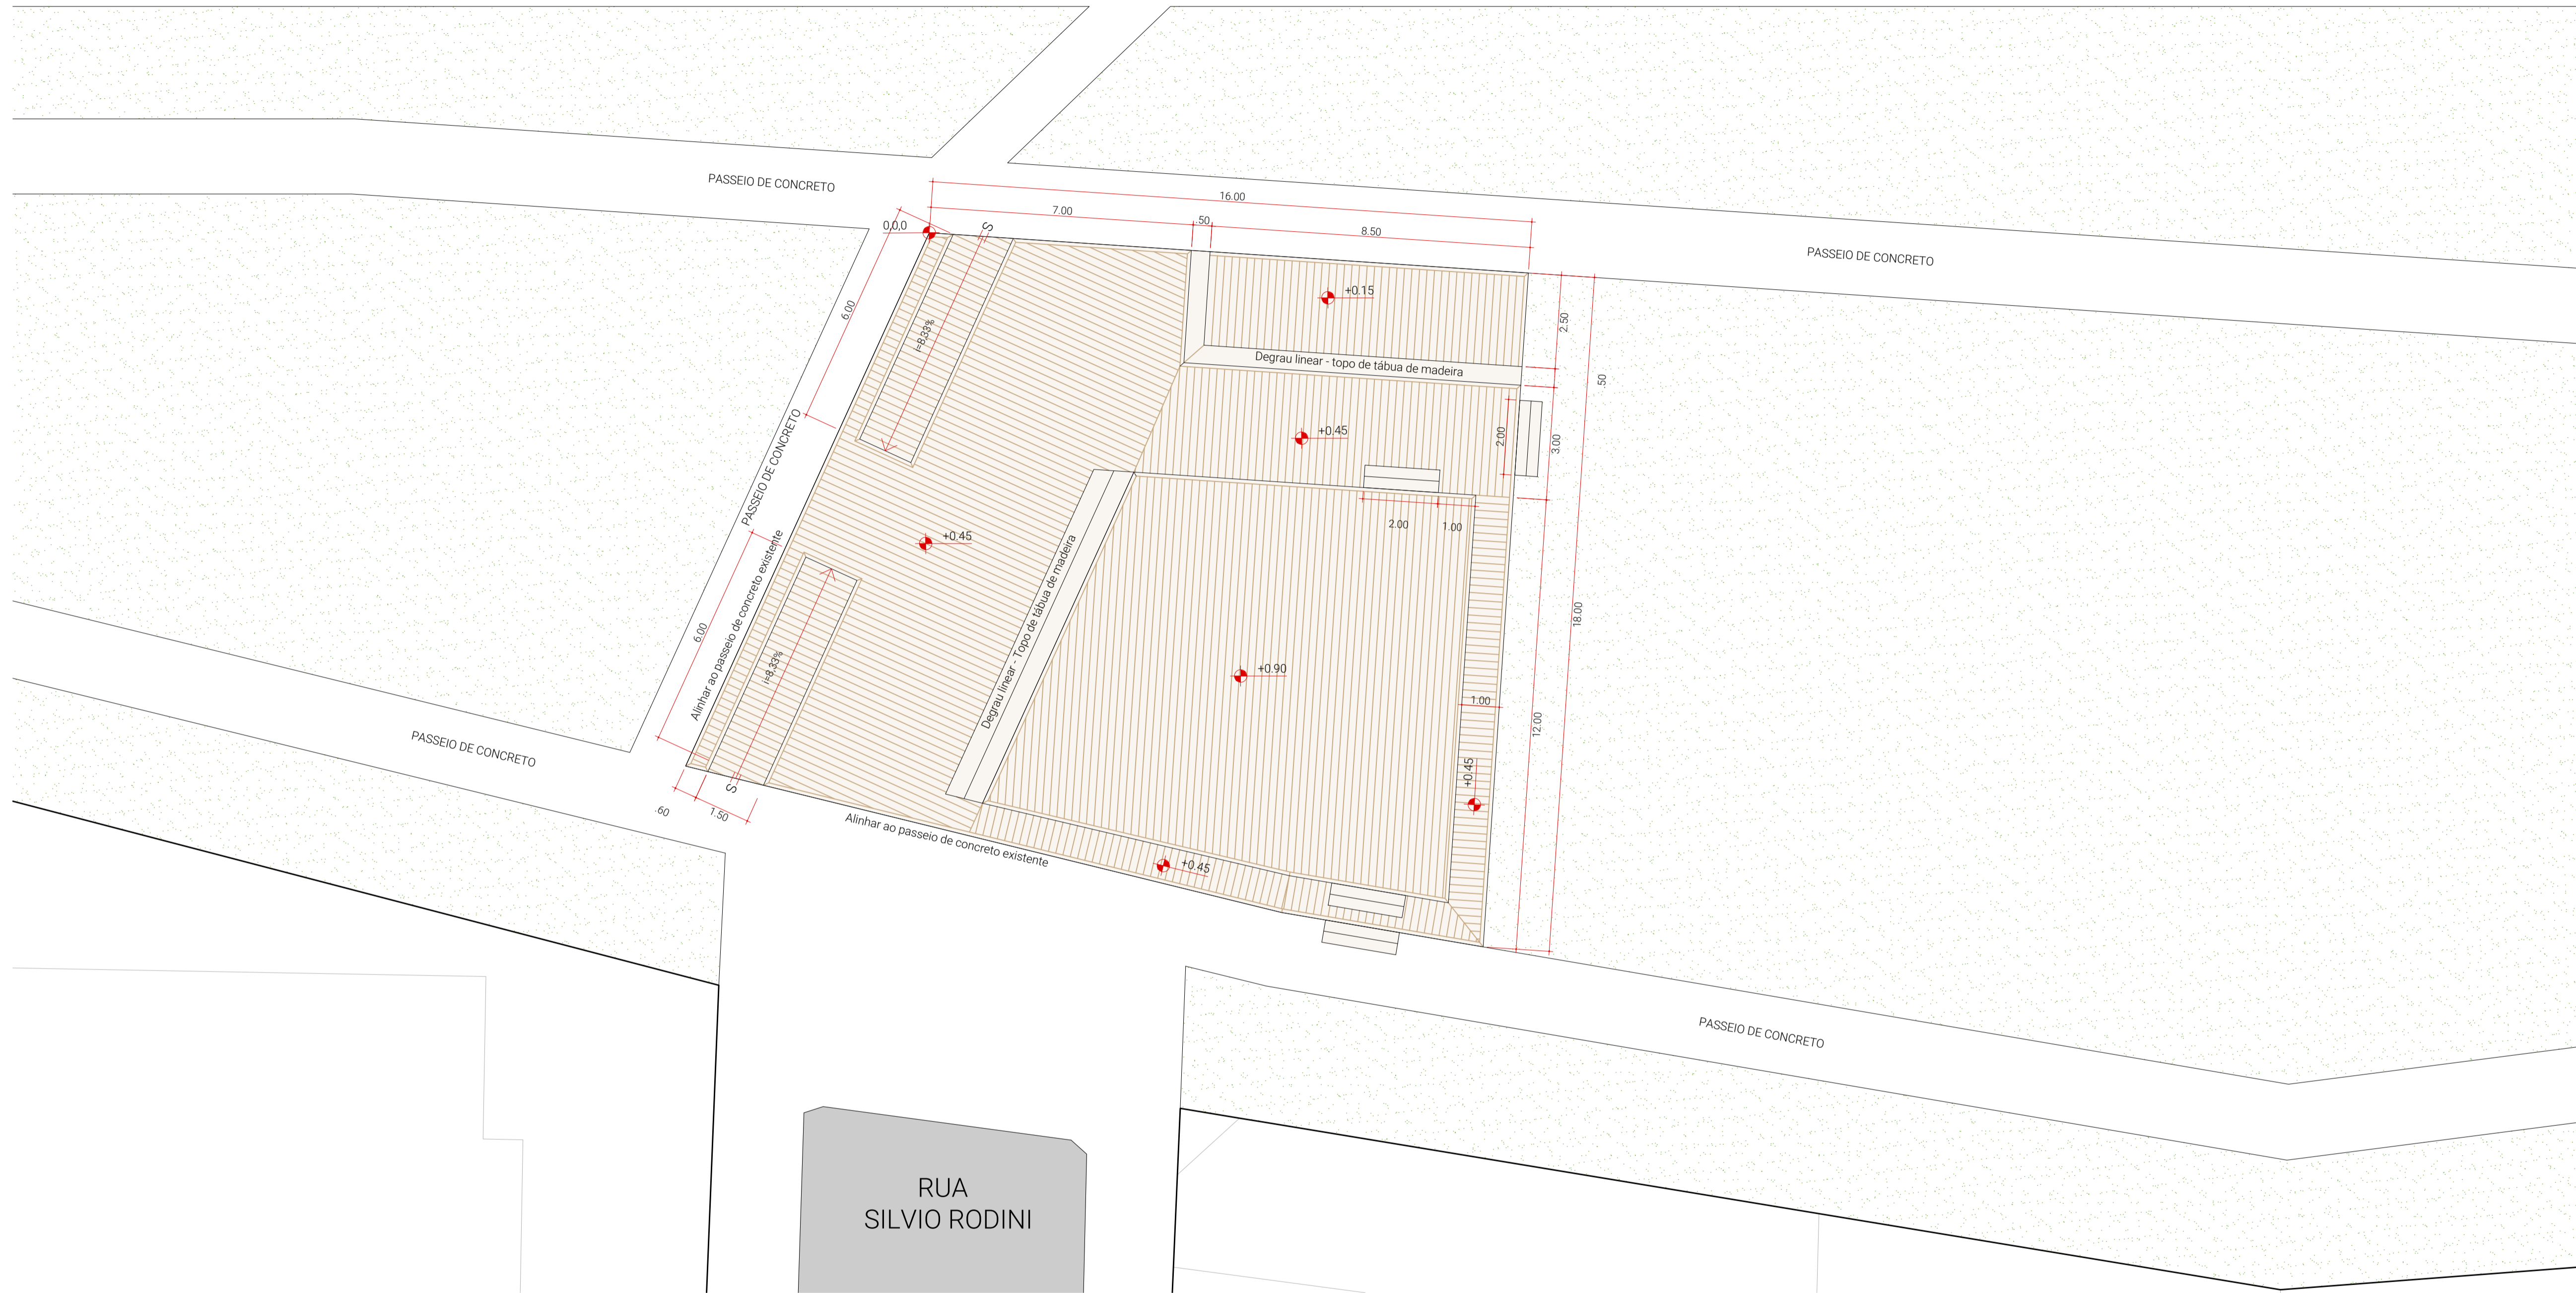 PASSEIO DE CONCRETO
16.00
7.00
.50
8.50
0,0,0
S
PASSEIO DE CONCRETO
+0.15
2.50
6.00
i=8,33%
Degrau linear - topo de tábua de madeira
.50
+0.45
2.00
3.00
PASSEIO DE CONCRETO
2.00
1.00
+0.45
Alinhar ao passeio de concreto existente
Degrau linear - Topo de tábua de madeira
18.00
6.00
i=8,33%
+0.90
1.00
12.00
PASSEIO DE CONCRETO
+0.45
S
.60
1.50
Alinhar ao passeio de concreto existente
+0.45
PASSEIO DE CONCRETO
RUA
SILVIO RODINI